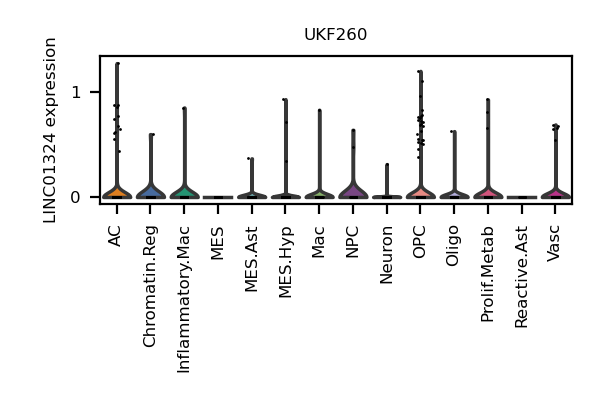 UKF260
LINC01324 expression
1
0
AC
Chromatin.Reg
Inflammatory.Mac
MES
MES.Ast
MES.Hyp
Mac
NPC
Neuron
OPC
Oligo
Prolif.Metab
Reactive.Ast
Vasc